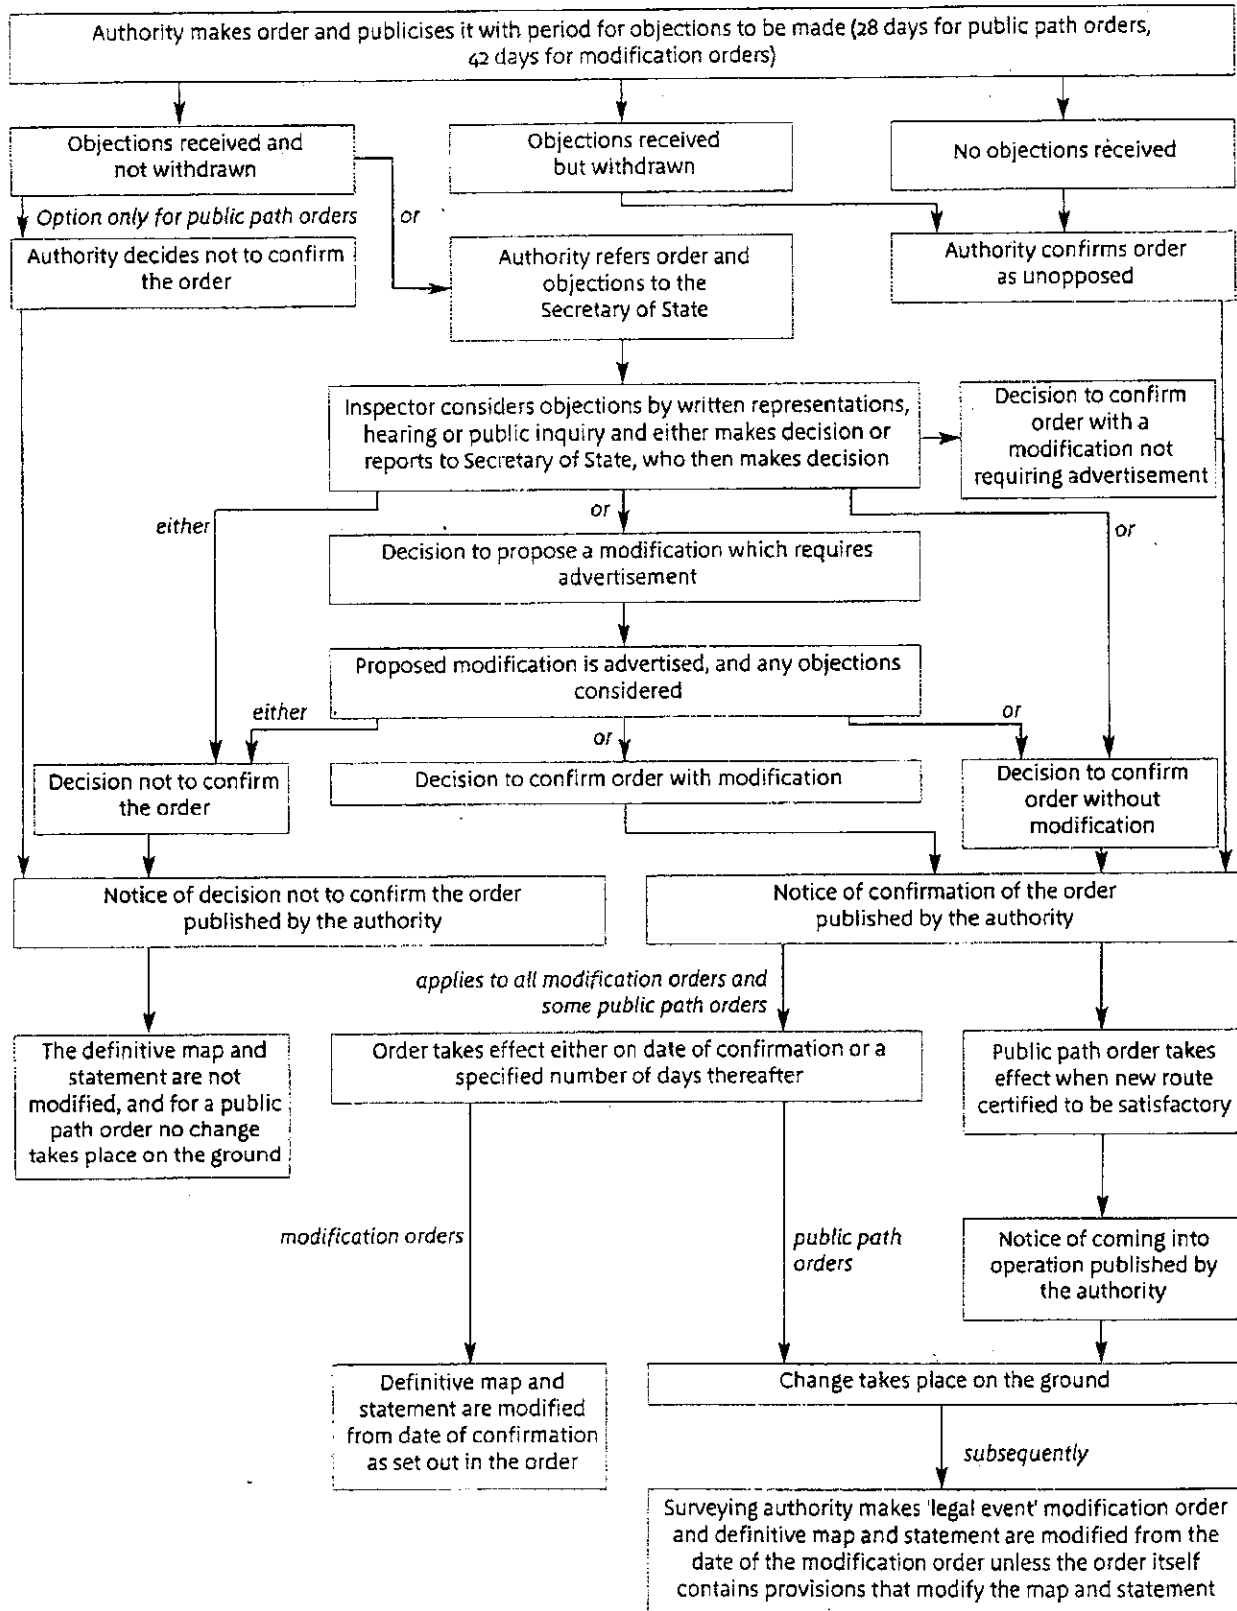 Authority makes order and publicises it with period for objections to be made (28 days for public path orders,
42 days for modification orders)
Objections received and
not withdrawn
Objections received
but withdrawn
No objections received
Option only for public path orders
or
Authority decides not to confirm
the order
Authority refers order and
objections to the
Secretary of State
Authority confirms order
as unopposed
Inspector considers objections by written representations,
hearing or public inquiry and either makes decision or
reports to Secretary of State, who then makes decision
Decision to confirm
order with a
modification not
requiring advertisement
either
or
or
Decision to propose a modification which requires
advertisement
Proposed modification is advertised, and any objections
considered
either
or
or
Decision not to confirm
the order
Decision to confirm order with modification
Decision to confirm
order without
modification
Notice of decision not to confirm the order
published by the authority
Notice of confirmation of the order
published by the authority
applies to all modification orders and
some public path orders
The definitive map and
statement are not
modified, and for a public
path order no change
takes place on the ground
Order takes effect either on date of confirmation or a
specified number of days thereafter
Public path order takes
effect when new route
certified to be satisfactory
modification orders
public path
orders
Notice of coming into
operation published by
the authority
Definitive map and
statement are modified
from date of confirmation
as set out in the order
Change takes place on the ground
subsequently
Surveying authority makes 'legal event' modification order
and definitive map and statement are modified from the
date of the modification order unless the order itself
contains provisions that modify the map and statement